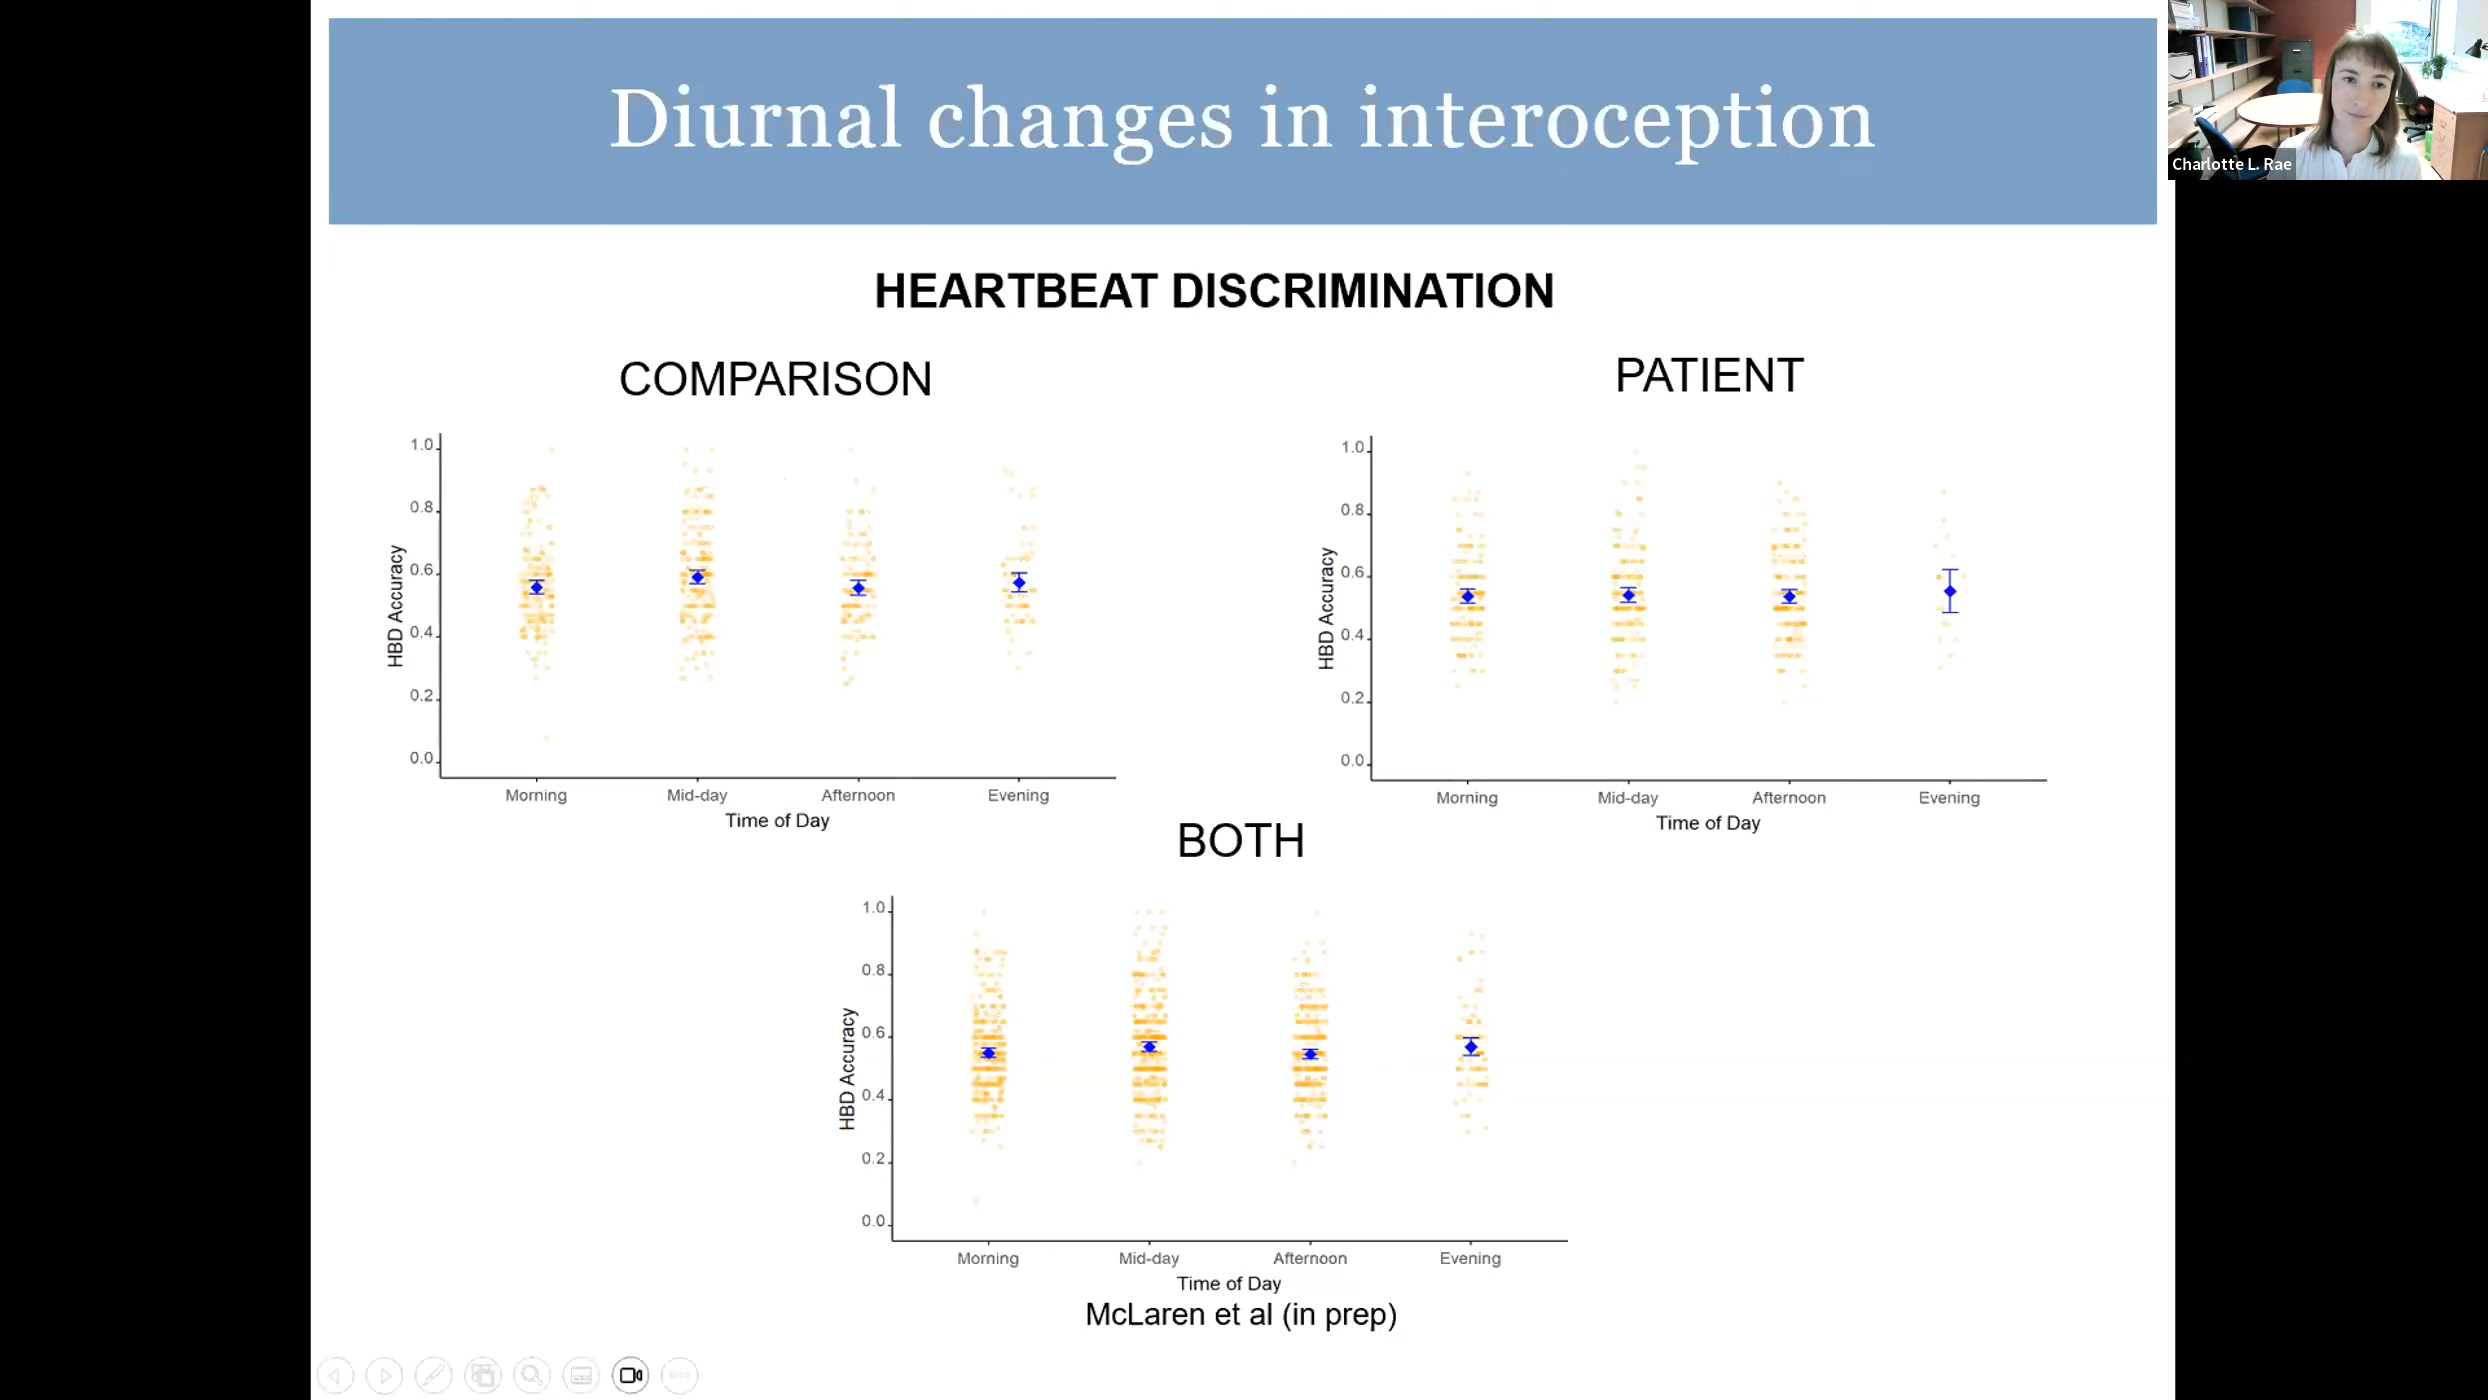 Diurnal changes in interoception
Charlotte L. Rae
HEARTBEAT DISCRIMINATION
COMPARISON
HBD Accuracy
1.0
0.8
0.6
0.4
0.2
0.0
Morning Mid-day Afternoon Evening
Time of Day
PATIENT
HBD Accuracy
1.0
0.8
0.6
0.4
0.2
0.0
Morning Mid-day Afternoon Evening
Time of Day
BOTH
HBD Accuracy
1.0
0.8
0.6
0.4
0.2
0.0
Morning Mid-day Afternoon Evening
Time of Day
McLaren et al (in prep)